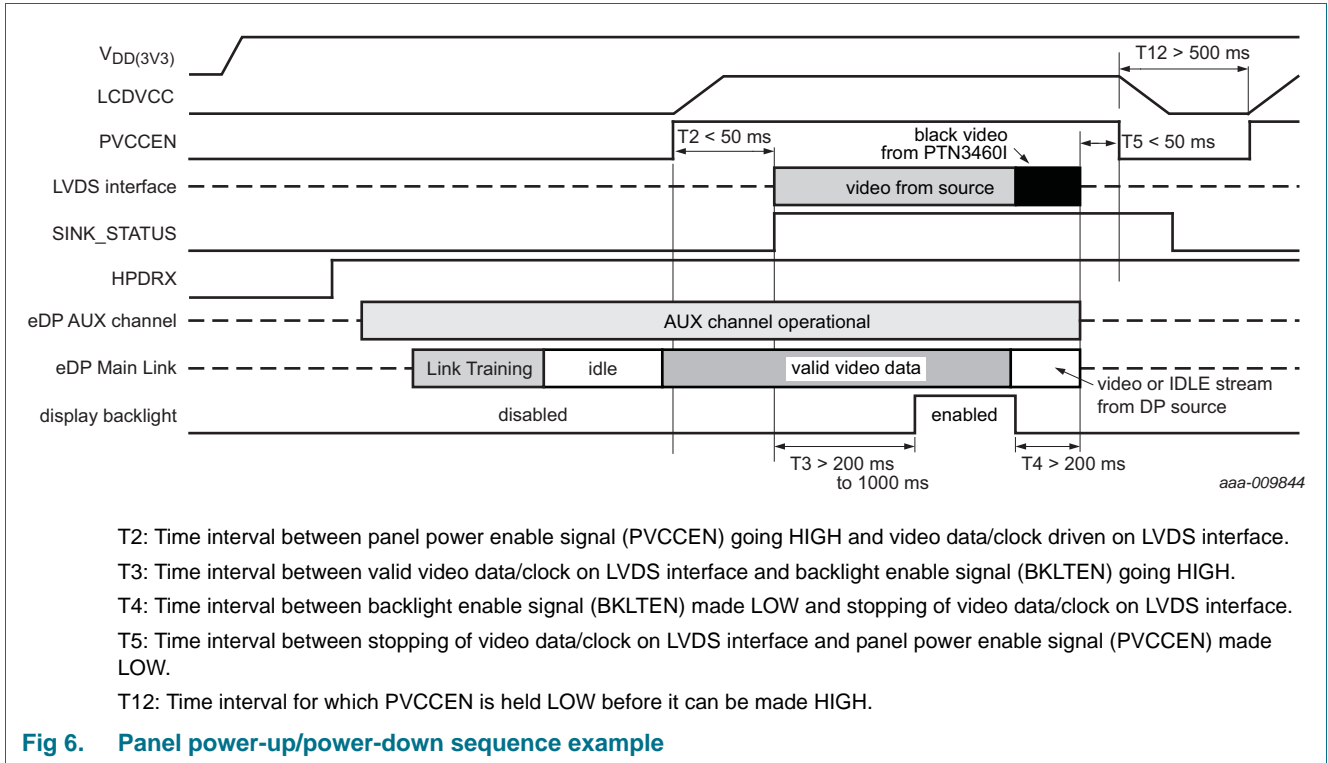 VDD(3V3)
T12 > 500 ms
LCDVCC
PVCCEN
T2 < 50 ms
black video
from PTN3460I
T5 < 50 ms
LVDS interface
video from source
SINK_STATUS
HPDRX
eDP AUX channel
AUX channel operational
eDP Main Link
Link Training
idle
valid video data
video or IDLE stream
from DP source
display backlight
disabled
enabled
T3 > 200 ms
to 1000 ms
T4 > 200 ms
aaa-009844
T2: Time interval between panel power enable signal (PVCCEN) going HIGH and video data/clock driven on LVDS interface.
T3: Time interval between valid video data/clock on LVDS interface and backlight enable signal (BKLTEN) going HIGH.
T4: Time interval between backlight enable signal (BKLTEN) made LOW and stopping of video data/clock on LVDS interface.
T5: Time interval between stopping of video data/clock on LVDS interface and panel power enable signal (PVCCEN) made
LOW.
T12: Time interval for which PVCCEN is held LOW before it can be made HIGH.
Fig 6. Panel power-up/power-down sequence example